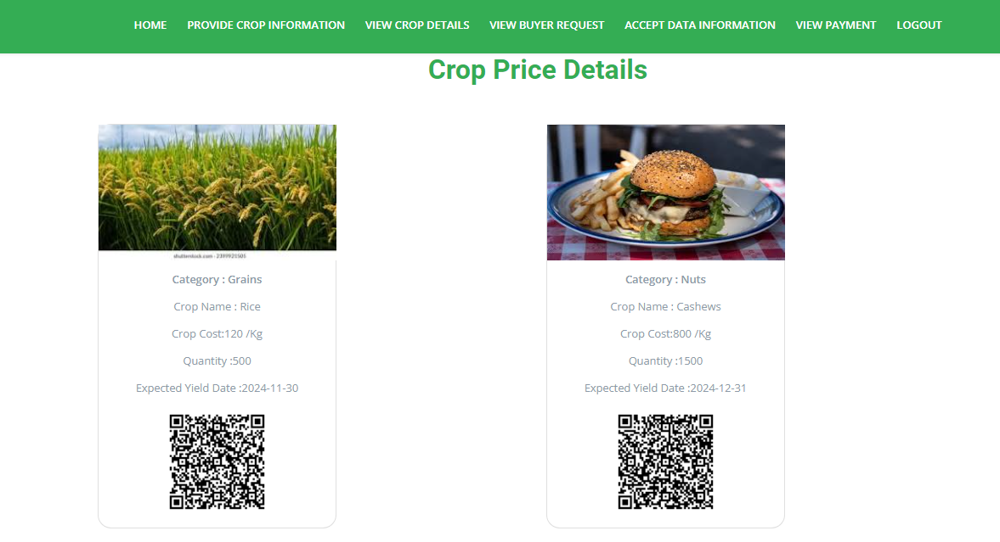 HOME PROVIDE CROP INFORMATION VIEW CROP DETAILS VIEW BUYER REQUEST ACCEPT DATA INFORMATION VIEW PAYMENT LOGOUT
Crop Price Details
shutterstock.com · 2399921505
Category : Grains
Crop Name : Rice
Crop Cost:120 /Kg
Quantity :500
Expected Yield Date :2024-11-30
Category : Nuts
Crop Name : Cashews
Crop Cost:800 /Kg
Quantity :1500
Expected Yield Date :2024-12-31